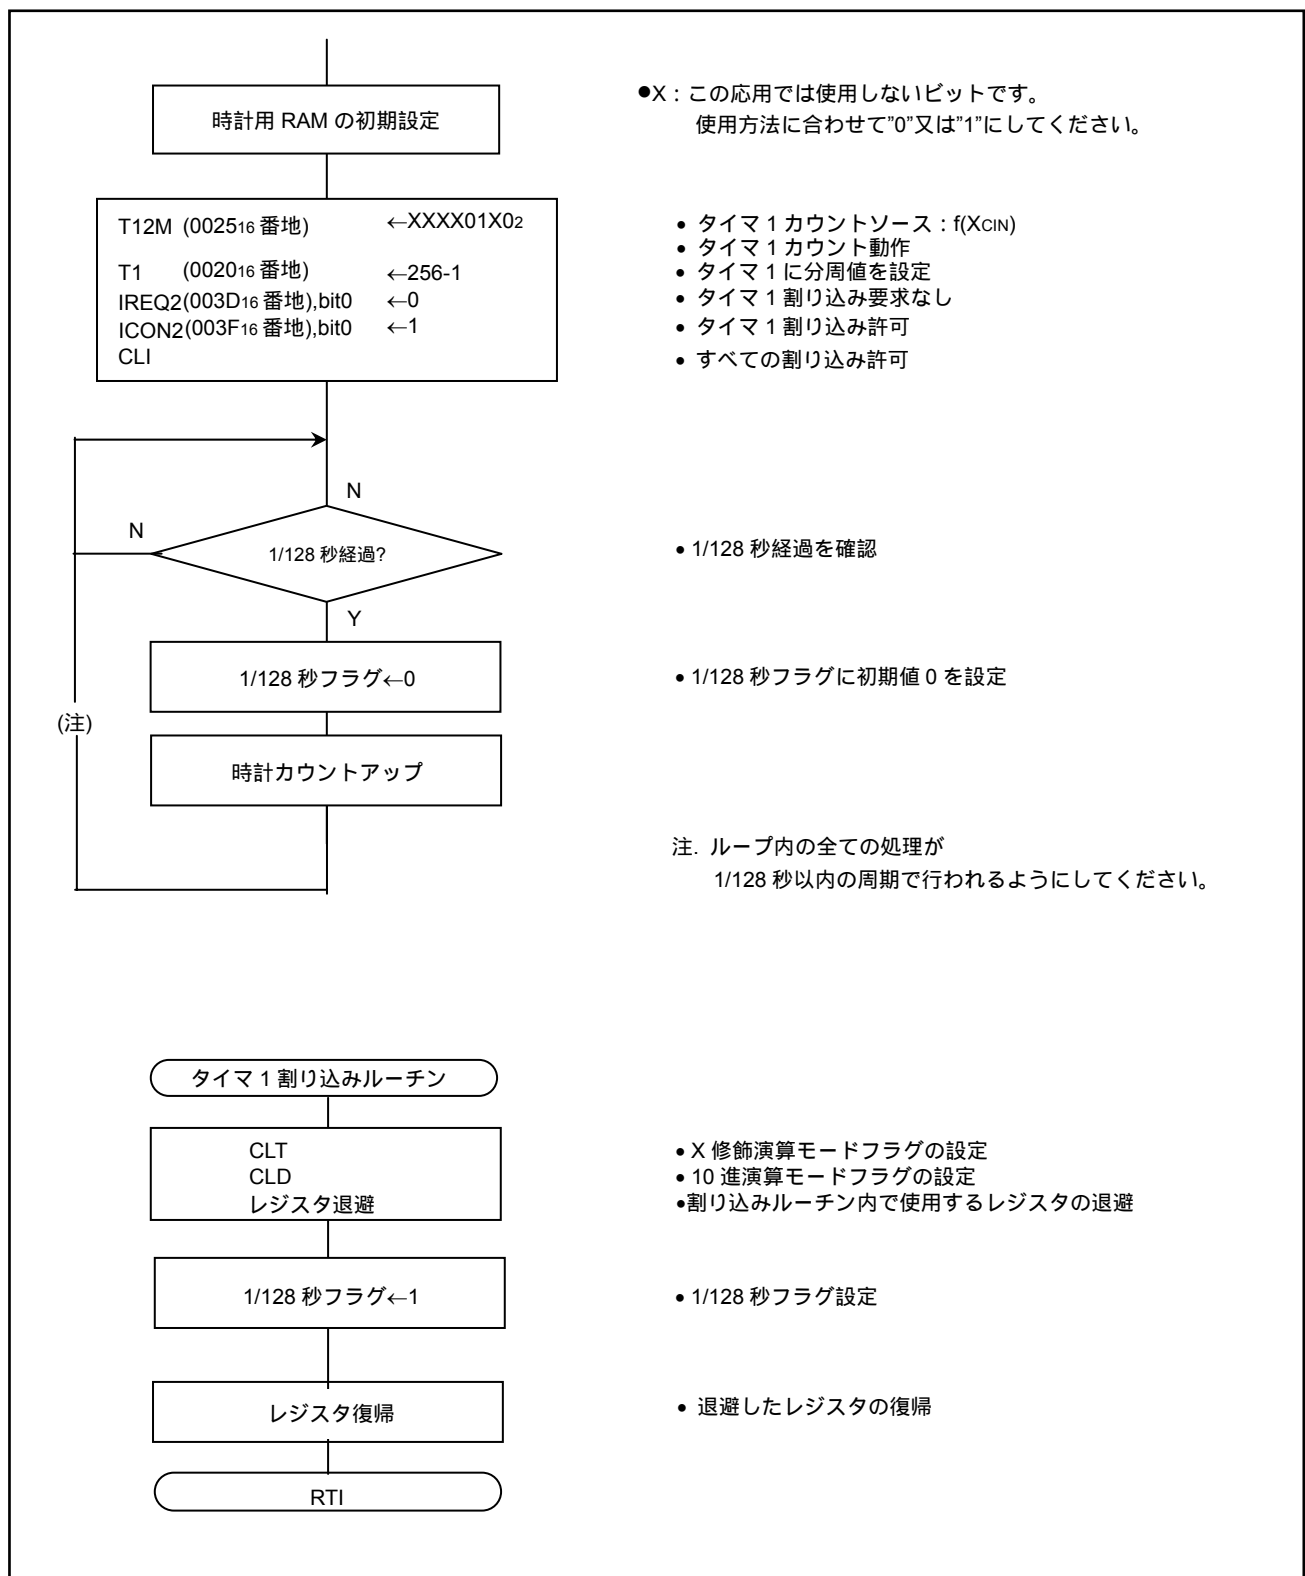 時計用 RAM の初期設定
●X：この応用では使用しないビットです。
使用方法に合わせて”0”又は”1”にしてください。
T12M (002516 番地) ←XXXX01X02
T1 (002016 番地) ←256-1
IREQ2(003D16 番地),bit0 ←0
ICON2(003F16 番地),bit0 ←1
CLI
• タイマ 1 カウントソース：f(XCIN)
• タイマ 1 カウント動作
• タイマ 1 に分周値を設定
• タイマ 1 割り込み要求なし
• タイマ 1 割り込み許可
• すべての割り込み許可
N
N
1/128 秒経過?
• 1/128 秒経過を確認
Y
1/128 秒フラグ←0
• 1/128 秒フラグに初期値 0 を設定
(注)
時計カウントアップ
注. ループ内の全ての処理が
1/128 秒以内の周期で行われるようにしてください。
タイマ 1 割り込みルーチン
CLT
CLD
レジスタ退避
• X 修飾演算モードフラグの設定
• 10 進演算モードフラグの設定
•割り込みルーチン内で使用するレジスタの退避
1/128 秒フラグ←1
• 1/128 秒フラグ設定
レジスタ復帰
• 退避したレジスタの復帰
RTI